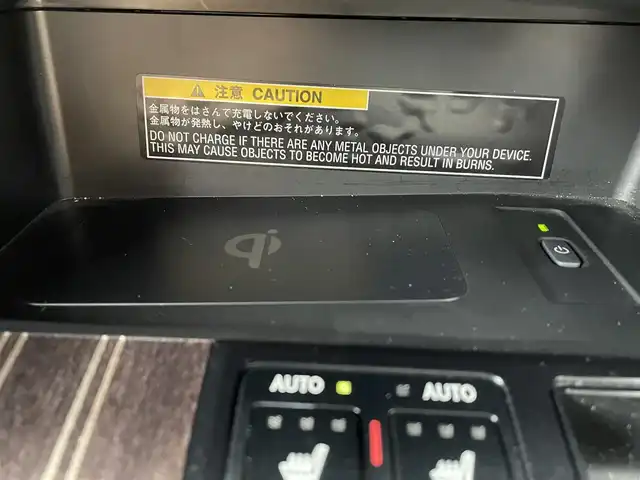 注意 CAUTION
金属物をはさんで充電しないでください。
金属物が発熱し、やけどのおそれがあります。
DO NOT CHARGE IF THERE ARE ANY METAL OBJECTS UNDER YOUR DEVICE.
THIS MAY CAUSE OBJECTS TO BECOME HOT AND RESULT IN BURNS.
qi
AUTO AUTO